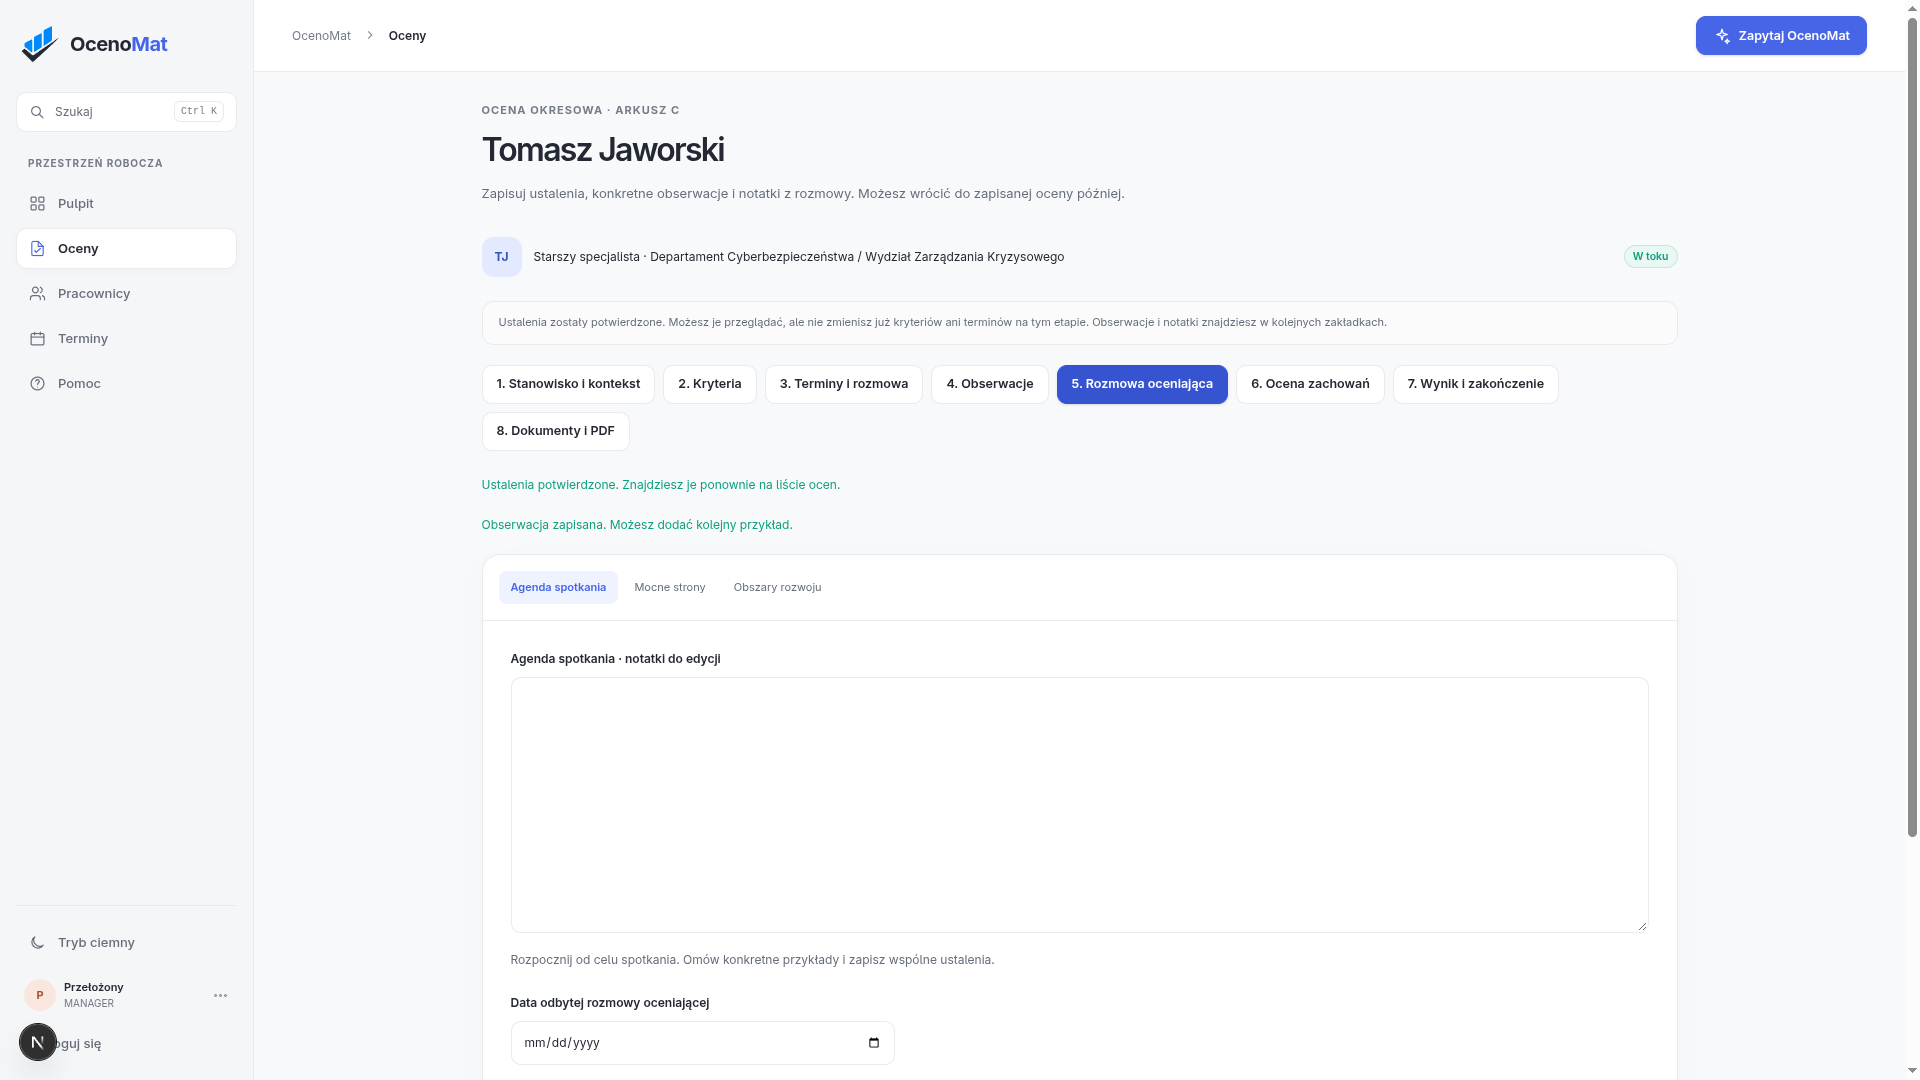 OcenoMat
OcenoMat
Oceny
Zapytaj OcenoMat
Szukaj
Ctrl K
PRZESTRZEŃ ROBOCZA
Pulpit
Oceny
Pracownicy
Terminy
Pomoc
OCENA OKRESOWA · ARKUSZ C
Tomasz Jaworski
Zapisuj ustalenia, konkretne obserwacje i notatki z rozmowy. Możesz wrócić do zapisanej oceny później.
TJ
Starszy specjalista · Departament Cyberbezpieczeństwa / Wydział Zarządzania Kryzysowego
W toku
Ustalenia zostały potwierdzone. Możesz je przeglądać, ale nie zmienisz już kryteriów ani terminów na tym etapie. Obserwacje i notatki znajdziesz w kolejnych zakładkach.
1. Stanowisko i kontekst
2. Kryteria
3. Terminy i rozmowa
4. Obserwacje
5. Rozmowa oceniająca
6. Ocena zachowań
7. Wynik i zakończenie
8. Dokumenty i PDF
Ustalenia potwierdzone. Znajdziesz je ponownie na liście ocen.
Obserwacja zapisana. Możesz dodać kolejny przykład.
Agenda spotkania
Mocne strony
Obszary rozwoju
Agenda spotkania · notatki do edycji
Rozpocznij od celu spotkania. Omów konkretne przykłady i zapisz wspólne ustalenia.
Data odbytej rozmowy oceniającej
mm/dd/yyyy
Tryb ciemny
P
Przełożony
MANAGER
N
oguj się